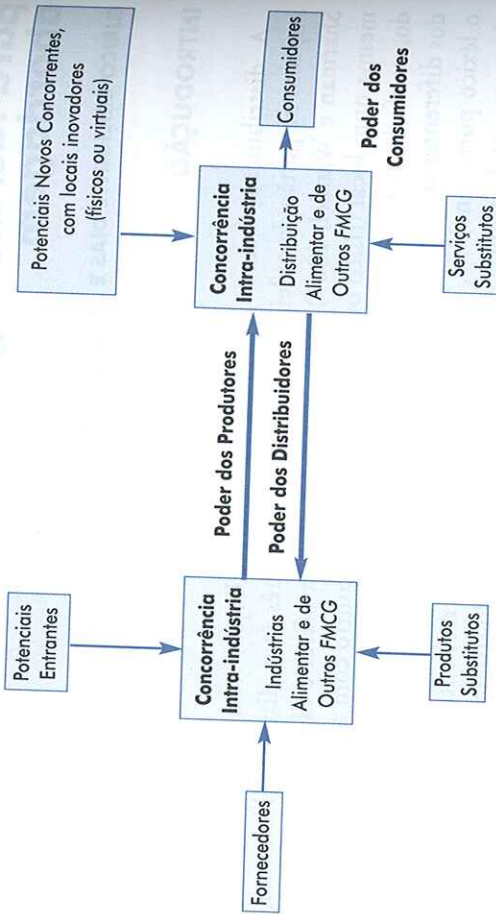 Potenciais
Entrantes
Potenciais Novos Concorrentes,
com locais inovadores
(físicos ou virtuais)
Fornecedores
Concorrência
Intra-indústria
Indústrias
Alimentar e de
Outros FMCG
Poder dos Produtores
Poder dos Distribuidores
Concorrência
Intra-indústria
Distribuição
Alimentar e de
Outros FMCG
Consumidores
Poder dos
Consumidores
Produtos
Substitutos
Serviços
Substitutos
INTRODUÇÃO